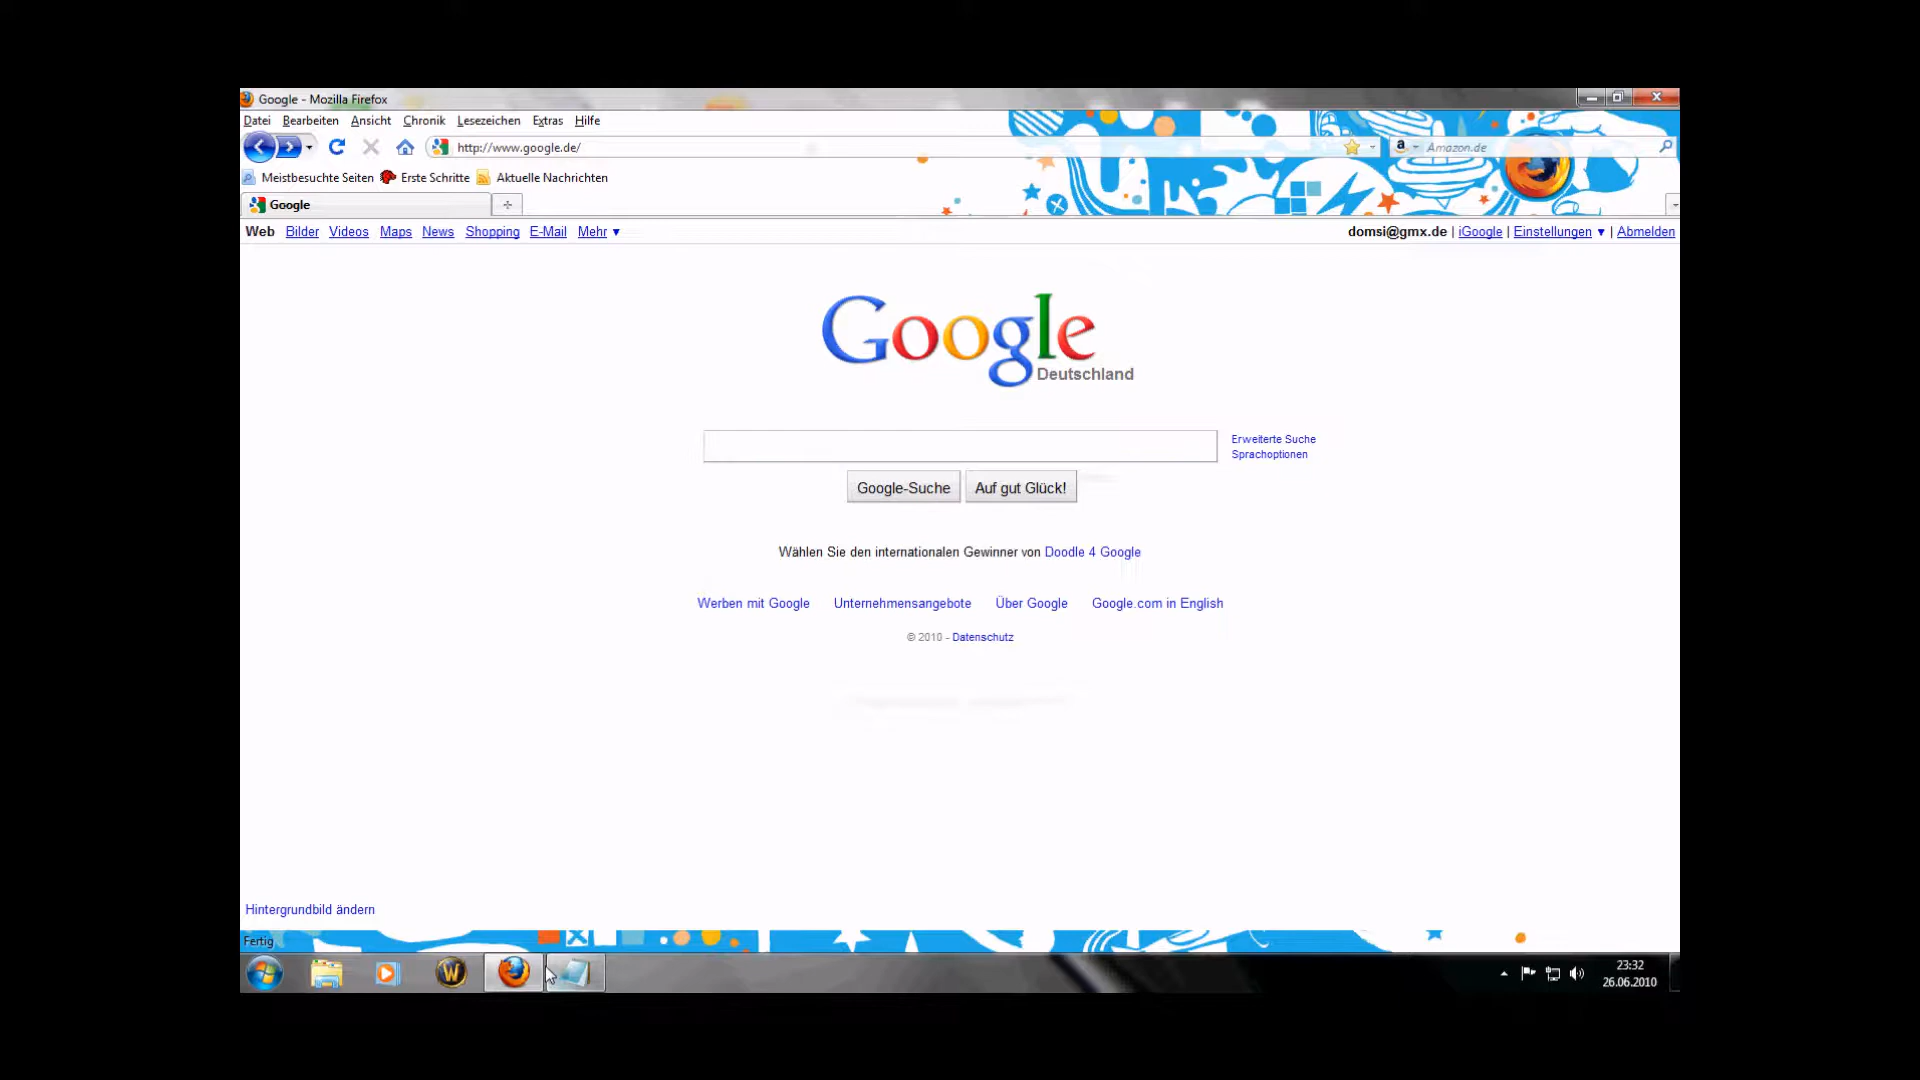 Google - Mozilla Firefox
Datei Bearbeiten Ansicht Chronik Lesezeichen Extras Hilfe
http://www.google.de/ Amazon.de
Meistbesuchte Seiten Erste Schritte Aktuelle Nachrichten
Google
Web Bilder Videos Maps News Shopping E-Mail Mehr ▼ domsi@gmx.de | iGoogle | Einstellungen ▼ | Abmelden
Google
Deutschland
Erweiterte Suche
Sprachoptionen
Google-Suche Auf gut Glück!
Wählen Sie den internationalen Gewinner von Doodle 4 Google
Werben mit Google Unternehmensangebote Über Google Google.com in English
© 2010 - Datenschutz
Hintergrundbild ändern
Fertig
23:32
26.06.2010